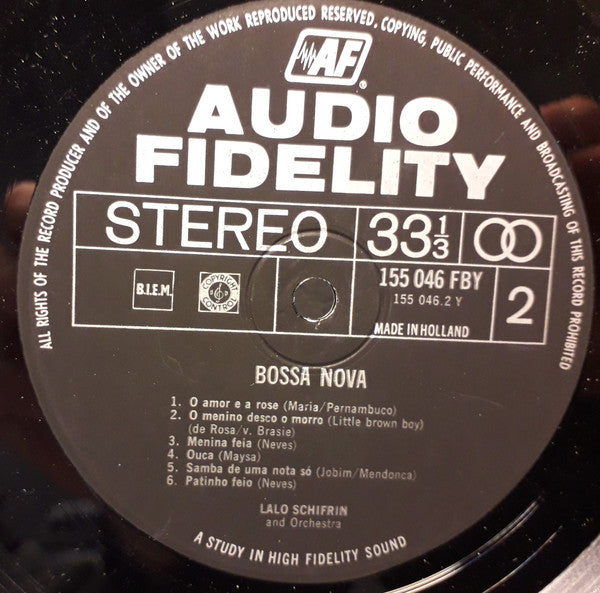 ALL RIGHTS OF THE RECORD PRODUCER AND OF THE OWNER OF THE WORK REPRODUCED RESERVED. COPYING, PUBLIC PERFORMANCE AND BROADCASTING OF THIS RECORD PROHIBITED
AF
®
AUDIO
FIDELITY
STEREO
33 1/3
B.I.E.M.
COPYRIGHT
CONTROL
155 046 FBY
155 046.2 Y
2
MADE IN HOLLAND
BOSSA NOVA
1. O amor e a rose (Maria/Pernambuco)
2. O menino desco o morro (Little brown boy)
(de Rosa/v. Brasie)
3. Menina feia (Neves)
4. Ouca (Maysa)
5. Samba de uma nota só (Jobim/Mendonca)
6. Patinho feio (Neves)
LALO SCHIFRIN
and Orchestra
A STUDY IN HIGH FIDELITY SOUND